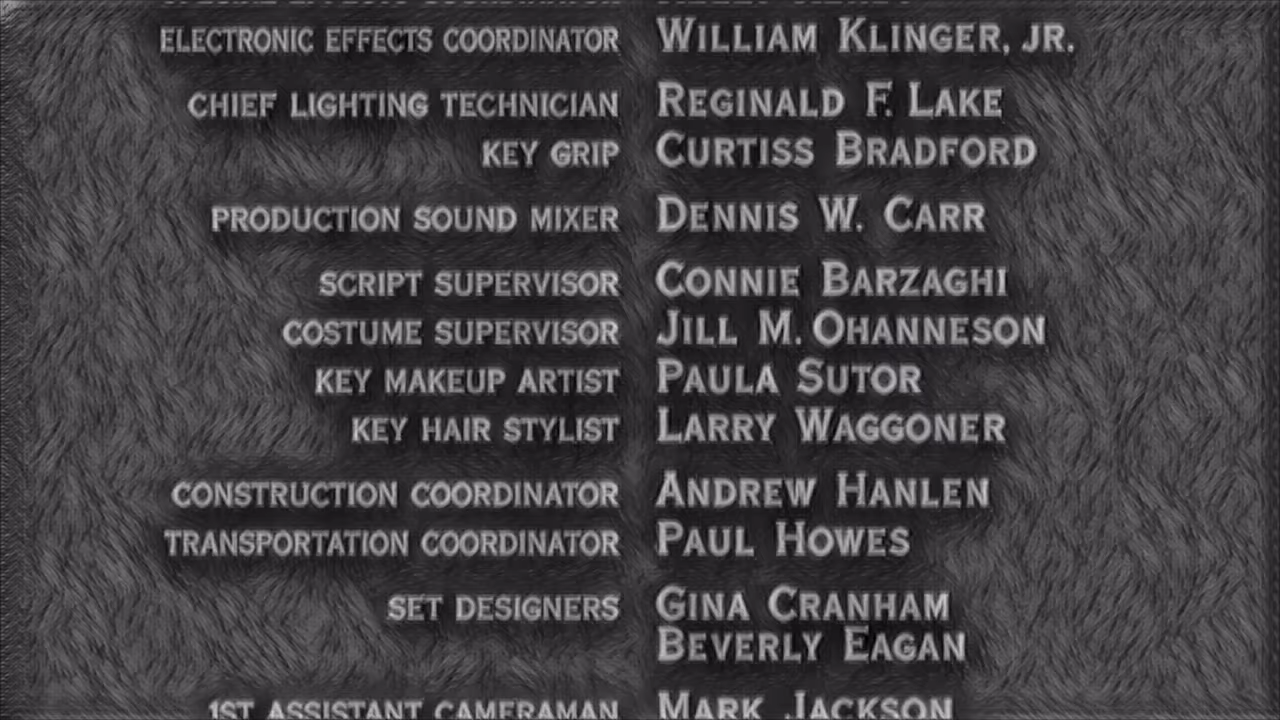 ELECTRONIC EFFECTS COORDINATOR WILLIAM KLINGER, JR.
CHIEF LIGHTING TECHNICIAN REGINALD F. LAKE
KEY GRIP CURTISS BRADFORD
PRODUCTION SOUND MIXER DENNIS W. CARR
SCRIPT SUPERVISOR CONNIE BARZAGHI
COSTUME SUPERVISOR JILL M. OHANNESON
KEY MAKEUP ARTIST PAULA SUTOR
KEY HAIR STYLIST LARRY WAGGONER
CONSTRUCTION COORDINATOR ANDREW HANLEN
TRANSPORTATION COORDINATOR PAUL HOWES
SET DESIGNERS GINA CRANHAM
BEVERLY EAGAN
1ST ASSISTANT CAMERAMAN MARK JACKSON